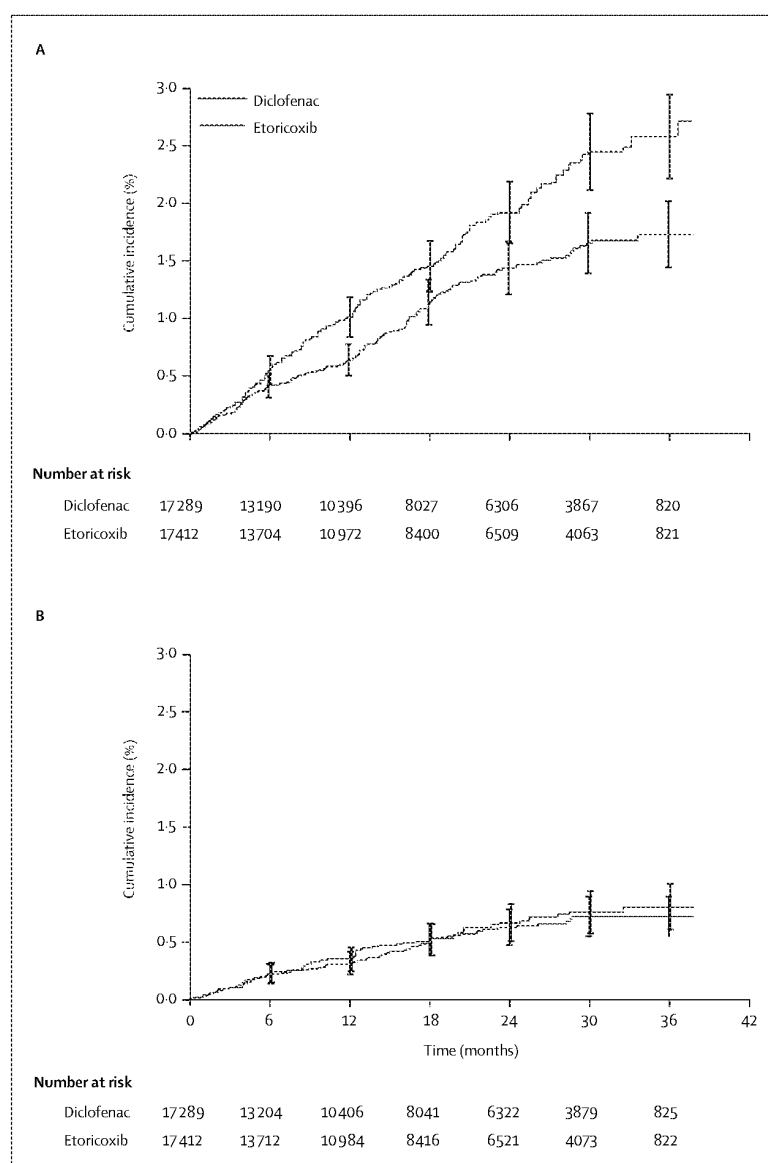 A
3·0
2·5
2·0
1·5
1·0
0·5
0·0
Cumulative incidence (%)
Diclofenac
Etoricoxib
Number at risk
Diclofenac 17289 13190 10396 8027 6306 3867 820
Etoricoxib 17412 13704 10972 8400 6509 4063 821
B
3·0
2·5
2·0
1·5
1·0
0·5
0·0
Cumulative incidence (%)
0 6 12 18 24 30 36 42
Time (months)
Number at risk
Diclofenac 17289 13204 10406 8041 6322 3879 825
Etoricoxib 17412 13712 10984 8416 6521 4073 822